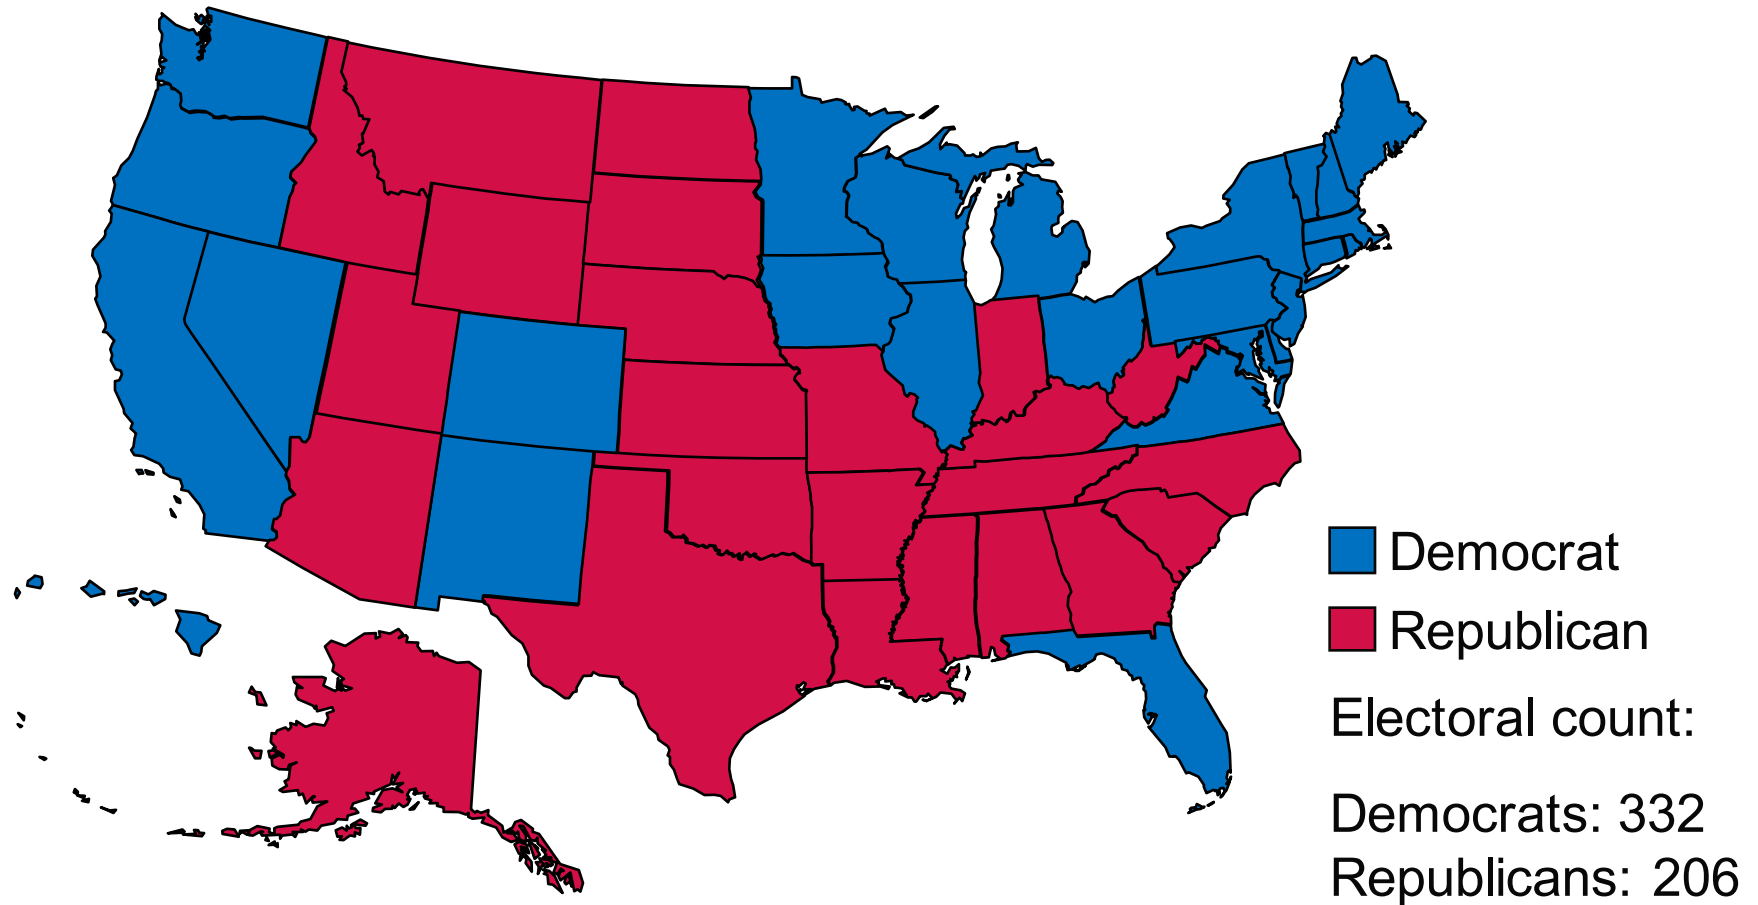 Democrat
Republican
Electoral count:
Democrats: 332
Republicans: 206